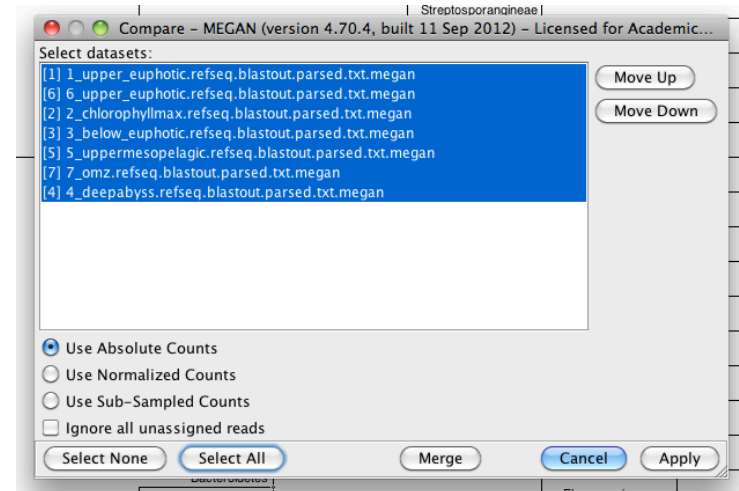 Streptosporangineae
Compare – MEGAN (version 4.70.4, built 11 Sep 2012) – Licensed for Academic...
Select datasets:
[1] 1_upper_euphotic.refseq.blastout.parsed.txt.megan
[6] 6_upper_euphotic.refseq.blastout.parsed.txt.megan
[2] 2_chlorophyllmax.refseq.blastout.parsed.txt.megan
[3] 3_below_euphotic.refseq.blastout.parsed.txt.megan
[5] 5_uppermesopelagic.refseq.blastout.parsed.txt.megan
[7] 7_omz.refseq.blastout.parsed.txt.megan
[4] 4_deepabyss.refseq.blastout.parsed.txt.megan
Move Up
Move Down
Use Absolute Counts
Use Normalized Counts
Use Sub-Sampled Counts
Ignore all unassigned reads
Select None Select All Merge Cancel Apply
Bacteroidetes